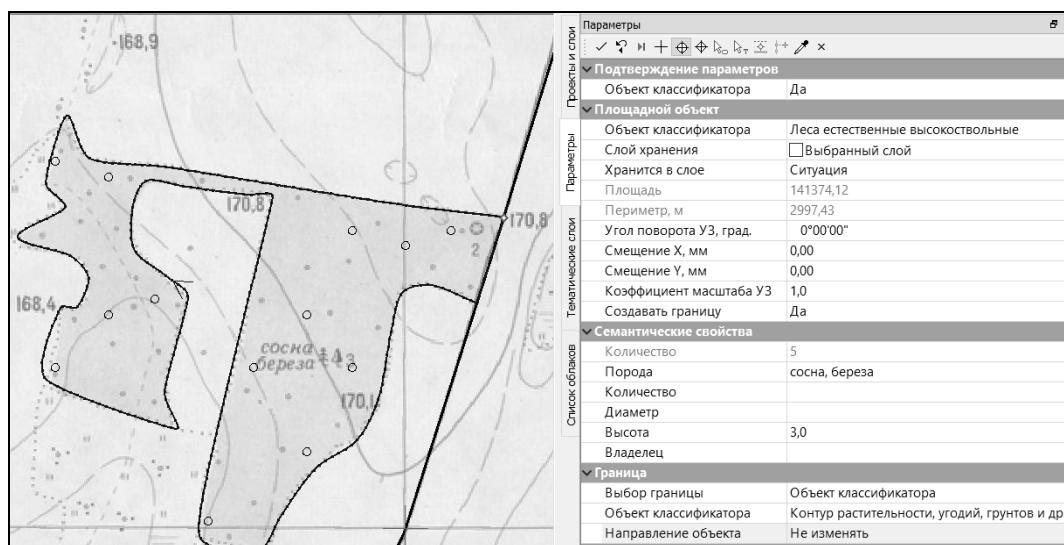 168,9
170,8
170,8
2
168,4
сосна
береза
3
170,1
Проекты и слои
Параметры
Тематические слои
Список облаков
Параметры
Подтверждение параметров
Объект классификатора Да
Площадной объект
Объект классификатора Леса естественные высокоствольные
Слой хранения Выбранный слой
Хранится в слое Ситуация
Площадь 141374,12
Периметр, м 2997,43
Угол поворота УЗ, град. 0°00'00"
Смещение X, мм 0,00
Смещение Y, мм 0,00
Коэффициент масштаба УЗ 1,0
Создавать границу Да
Семантические свойства
Количество 5
Порода сосна, береза
Количество
Диаметр
Высота 3,0
Владелец
Граница
Выбор границы Объект классификатора
Объект классификатора Контур растительности, угодий, грунтов и др
Направление объекта Не изменять